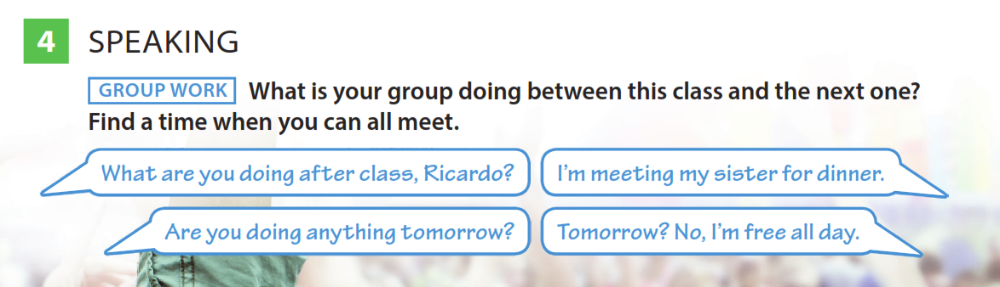 4 SPEAKING
GROUP WORK What is your group doing between this class and the next one?
Find a time when you can all meet.
What are you doing after class, Ricardo? I'm meeting my sister for dinner.
Are you doing anything tomorrow? Tomorrow? No, I'm free all day.